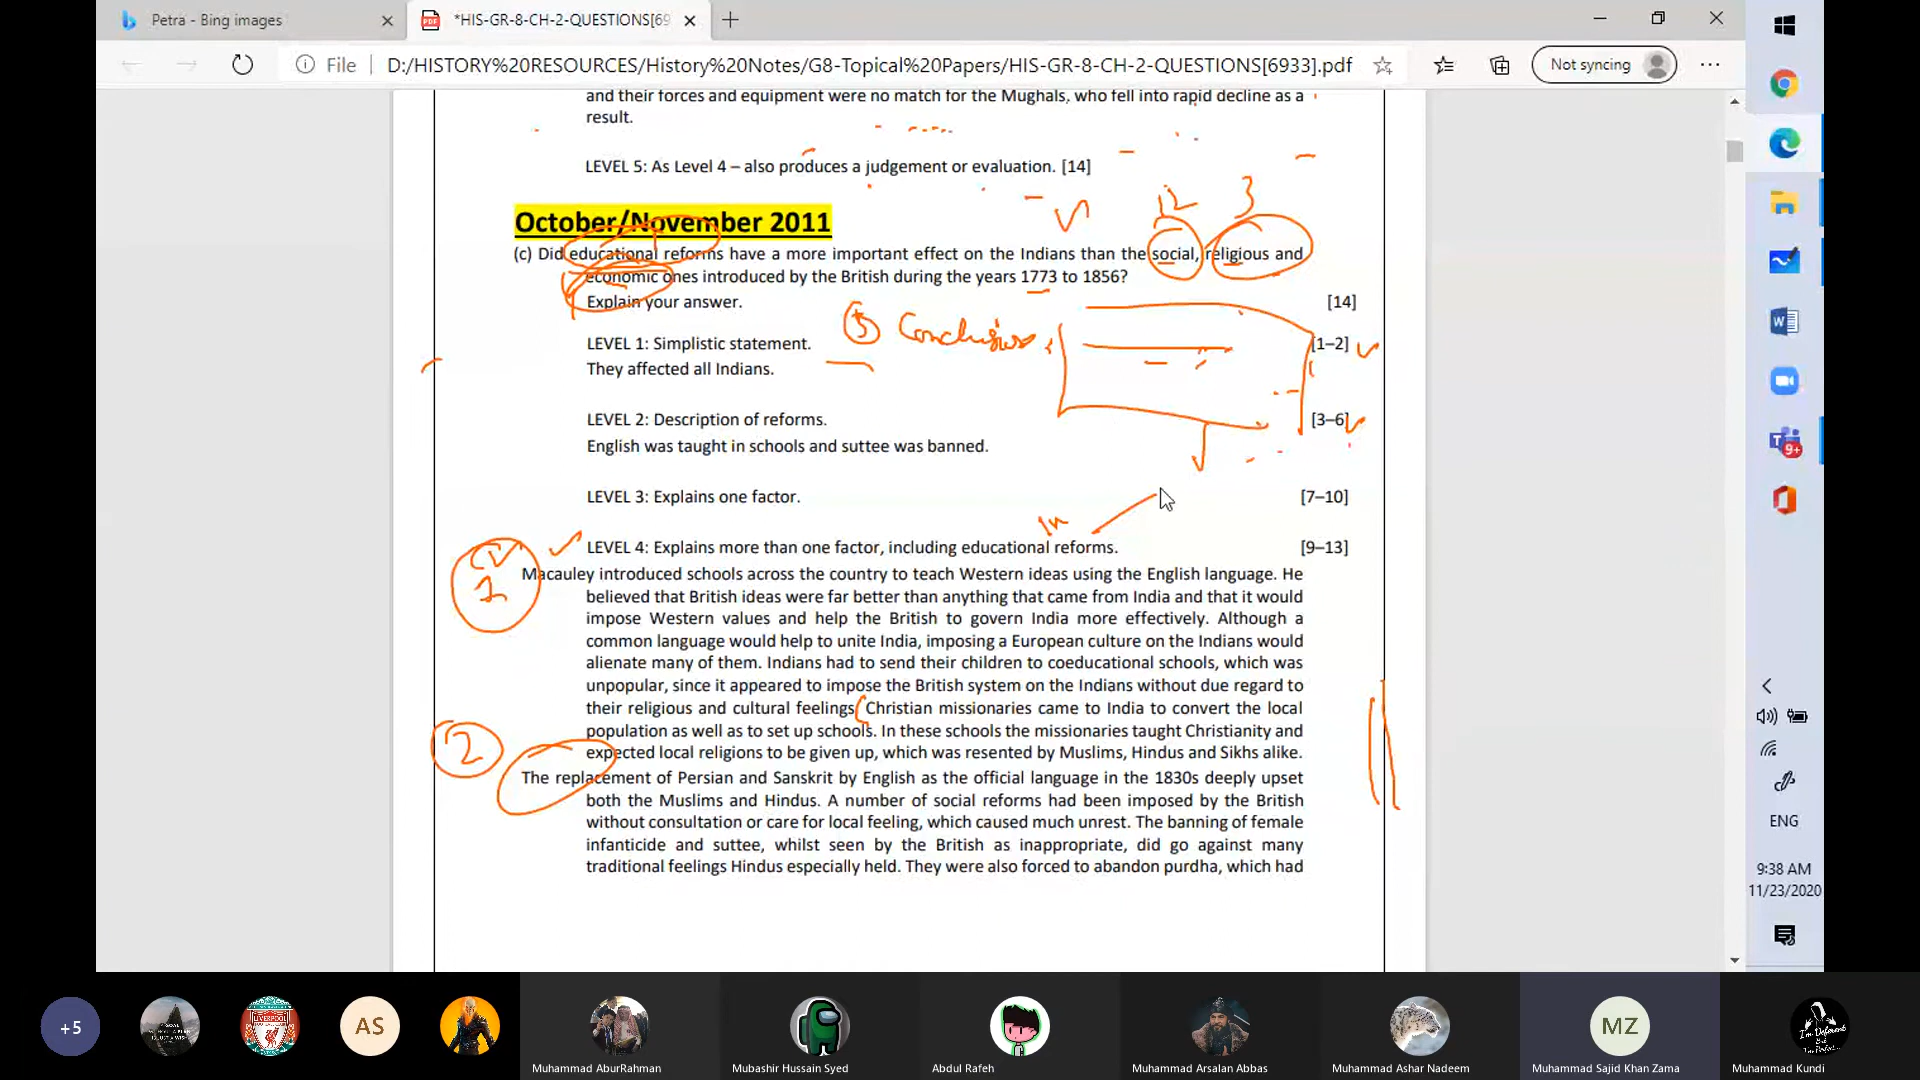 Petra - Bing images
*HIS-GR-8-CH-2-QUESTIONS[69
File
D:/HISTORY%20RESOURCES/History%20Notes/G8-Topical%20Papers/HIS-GR-8-CH-2-QUESTIONS[6933].pdf
Not syncing
and their forces and equipment were no match for the Mughals, who fell into rapid decline as a
result.
LEVEL 5: As Level 4 – also produces a judgement or evaluation. [14]
12 3
October/November 2011
(c) Did educational reforms have a more important effect on the Indians than the social, religious and
economic ones introduced by the British during the years 1773 to 1856?
Explain your answer. [14]
Conclusion
LEVEL 1: Simplistic statement. [1–2]
They affected all Indians.
LEVEL 2: Description of reforms. [3–6]
English was taught in schools and suttee was banned.
LEVEL 3: Explains one factor. [7–10]
LEVEL 4: Explains more than one factor, including educational reforms. [9–13]
1
Macauley introduced schools across the country to teach Western ideas using the English language. He
believed that British ideas were far better than anything that came from India and that it would
impose Western values and help the British to govern India more effectively. Although a
common language would help to unite India, imposing a European culture on the Indians would
alienate many of them. Indians had to send their children to coeducational schools, which was
unpopular, since it appeared to impose the British system on the Indians without due regard to
their religious and cultural feelings. Christian missionaries came to India to convert the local
population as well as to set up schools. In these schools the missionaries taught Christianity and
expected local religions to be given up, which was resented by Muslims, Hindus and Sikhs alike.
2
The replacement of Persian and Sanskrit by English as the official language in the 1830s deeply upset
both the Muslims and Hindus. A number of social reforms had been imposed by the British
without consultation or care for local feeling, which caused much unrest. The banning of female
infanticide and suttee, whilst seen by the British as inappropriate, did go against many
traditional feelings Hindus especially held. They were also forced to abandon purdha, which had
9+
ENG
9:38 AM
11/23/2020
+5
LIVERPOOL
AS
MZ
Muhammad AburRahman
Mubashir Hussain Syed
Abdul Rafeh
Muhammad Arsalan Abbas
Muhammad Ashar Nadeem
Muhammad Sajid Khan Zama
Muhammad Kundi